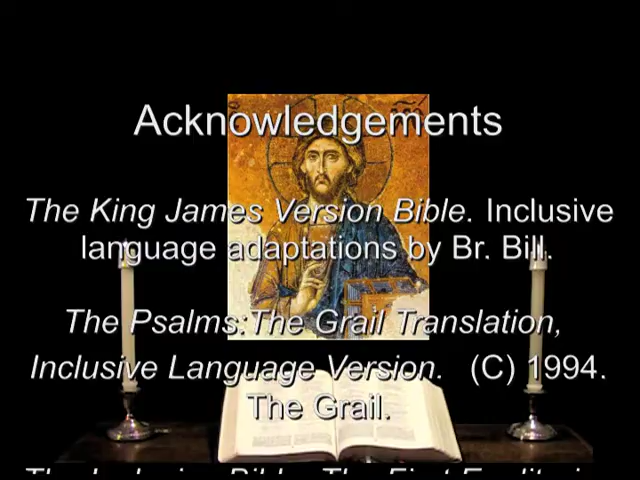 Acknowledgements
The King James Version Bible. Inclusive
language adaptations by Br. Bill.
The Psalms:The Grail Translation,
Inclusive Language Version. (C) 1994.
The Grail.